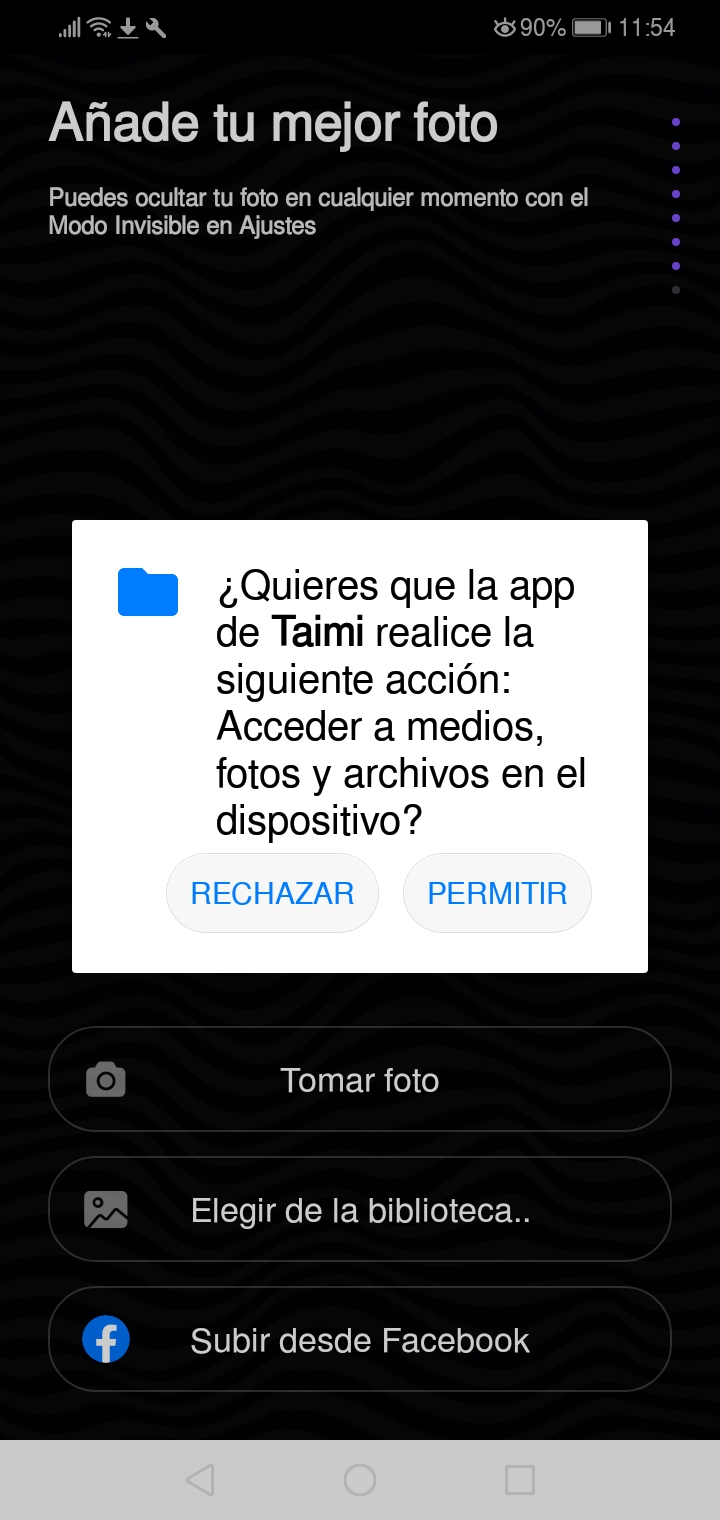 90% 11:54
Añade tu mejor foto
Puedes ocultar tu foto en cualquier momento con el
Modo Invisible en Ajustes
¿Quieres que la app
de Taimi realice la
siguiente acción:
Acceder a medios,
fotos y archivos en el
dispositivo?
RECHAZAR PERMITIR
Tomar foto
Elegir de la biblioteca..
Subir desde Facebook